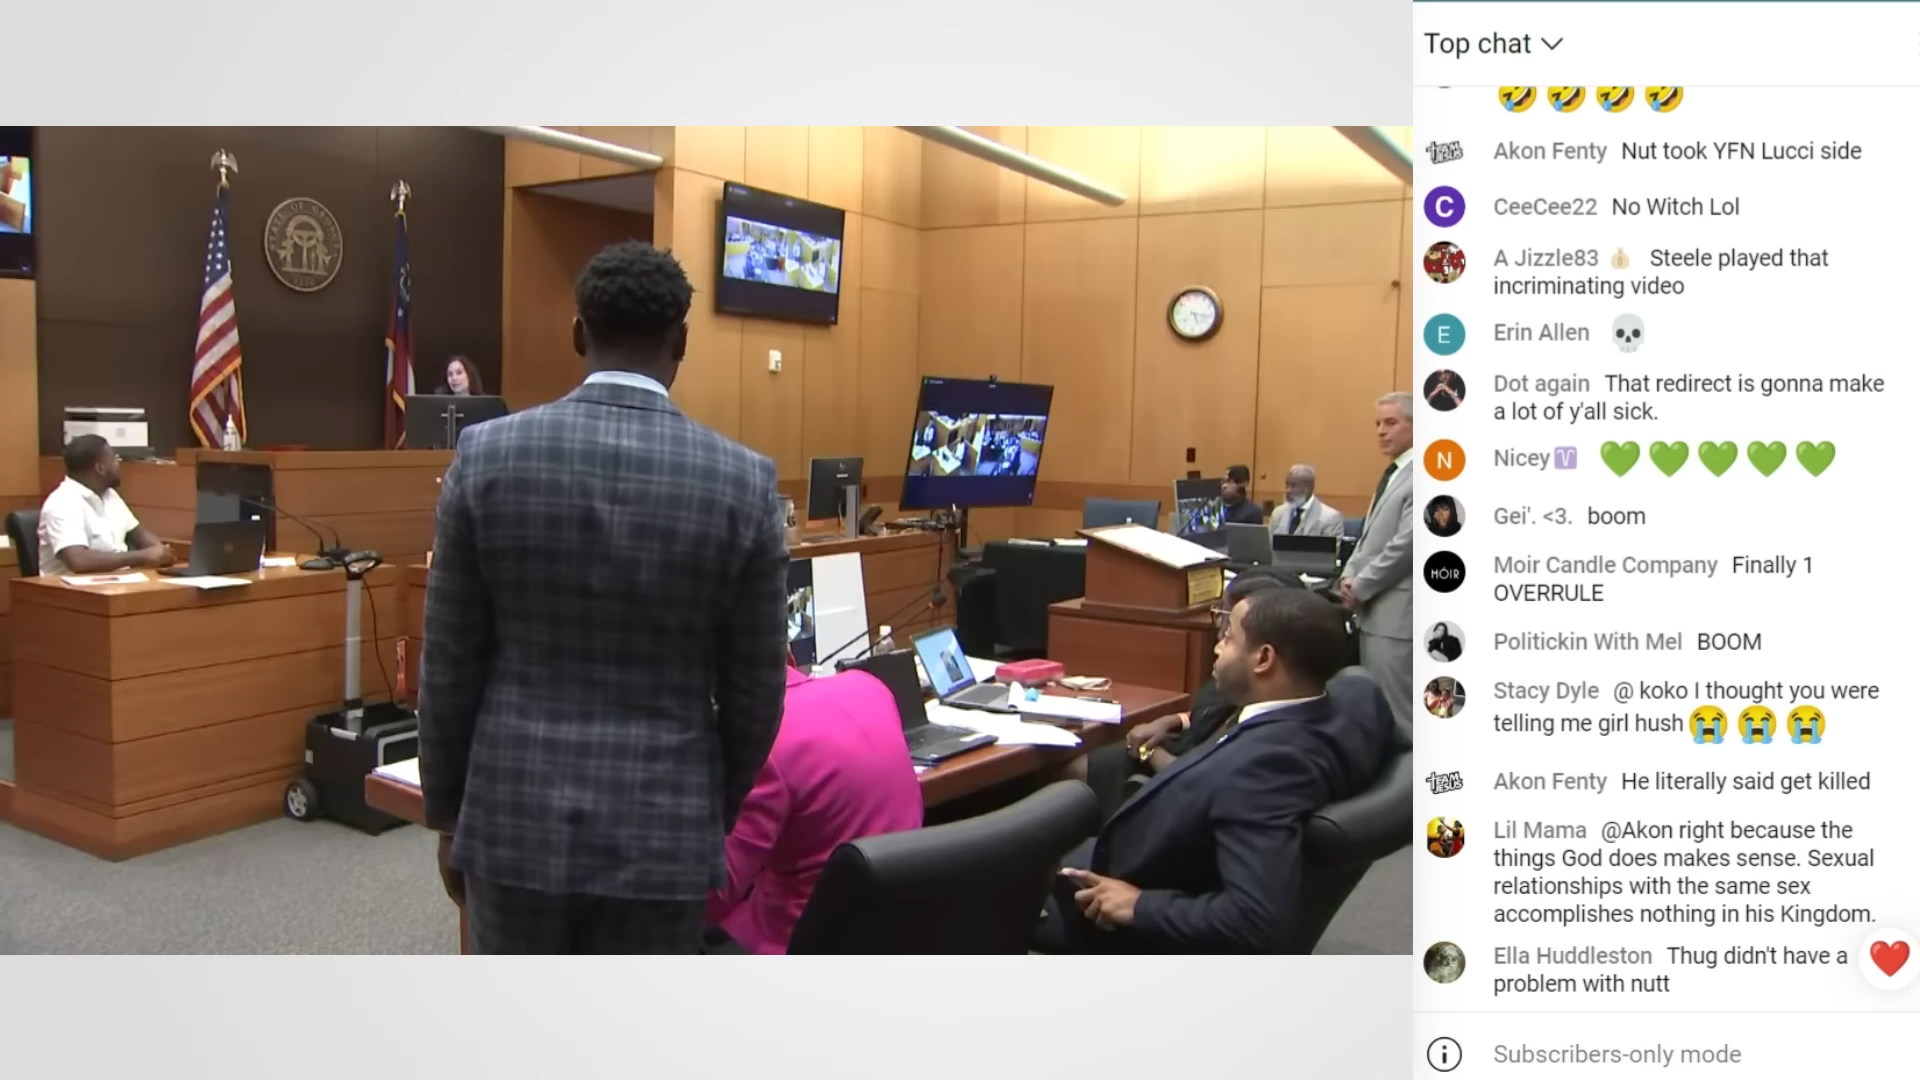 Top chat
Akon Fenty Nut took YFN Lucci side
C CeeCee22 No Witch Lol
A Jizzle83 Steele played that
incriminating video
E Erin Allen
Dot again That redirect is gonna make
a lot of y'all sick.
N Nicey
Gei'. <3. boom
MÓIR Moir Candle Company Finally 1
OVERRULE
Politickin With Mel BOOM
Stacy Dyle @ koko I thought you were
telling me girl hush
Akon Fenty He literally said get killed
Lil Mama @Akon right because the
things God does makes sense. Sexual
relationships with the same sex
accomplishes nothing in his Kingdom.
Ella Huddleston Thug didn't have a
problem with nutt
Subscribers-only mode
STATE OF GEORGIA